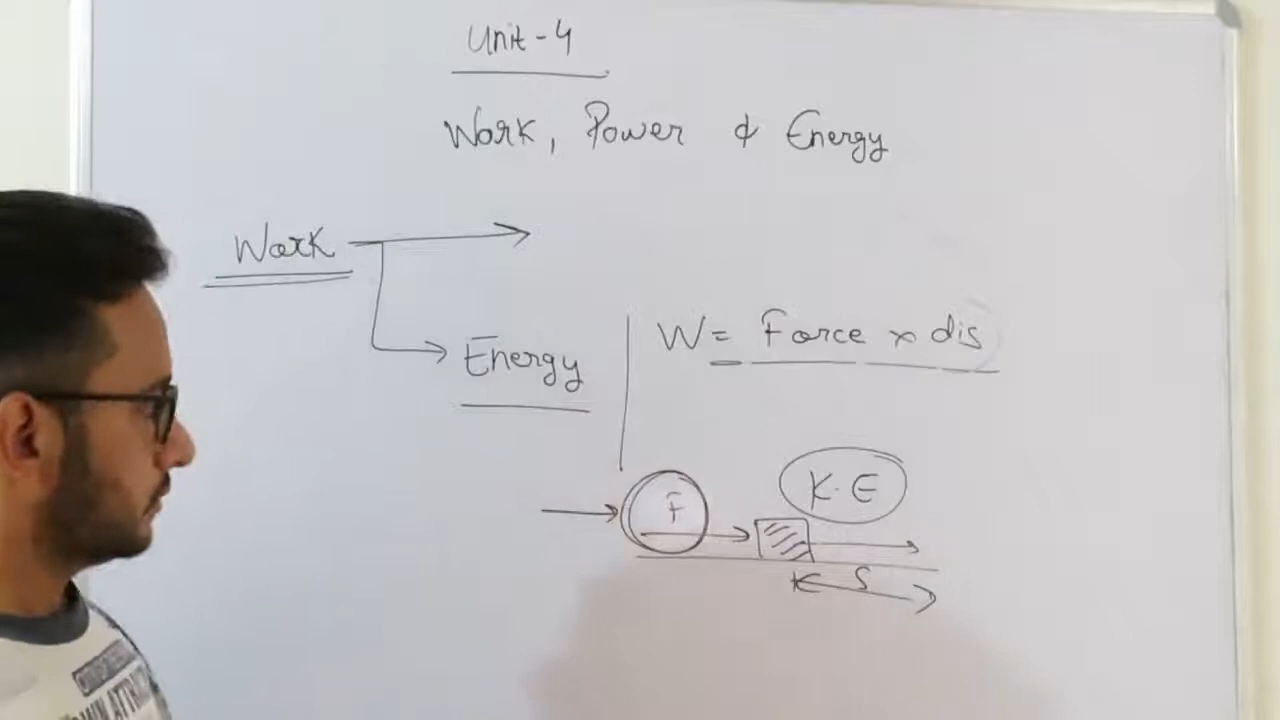 Unit-4
Work, Power & Energy
Work
Energy
W = Force x dis
K.E
F
S